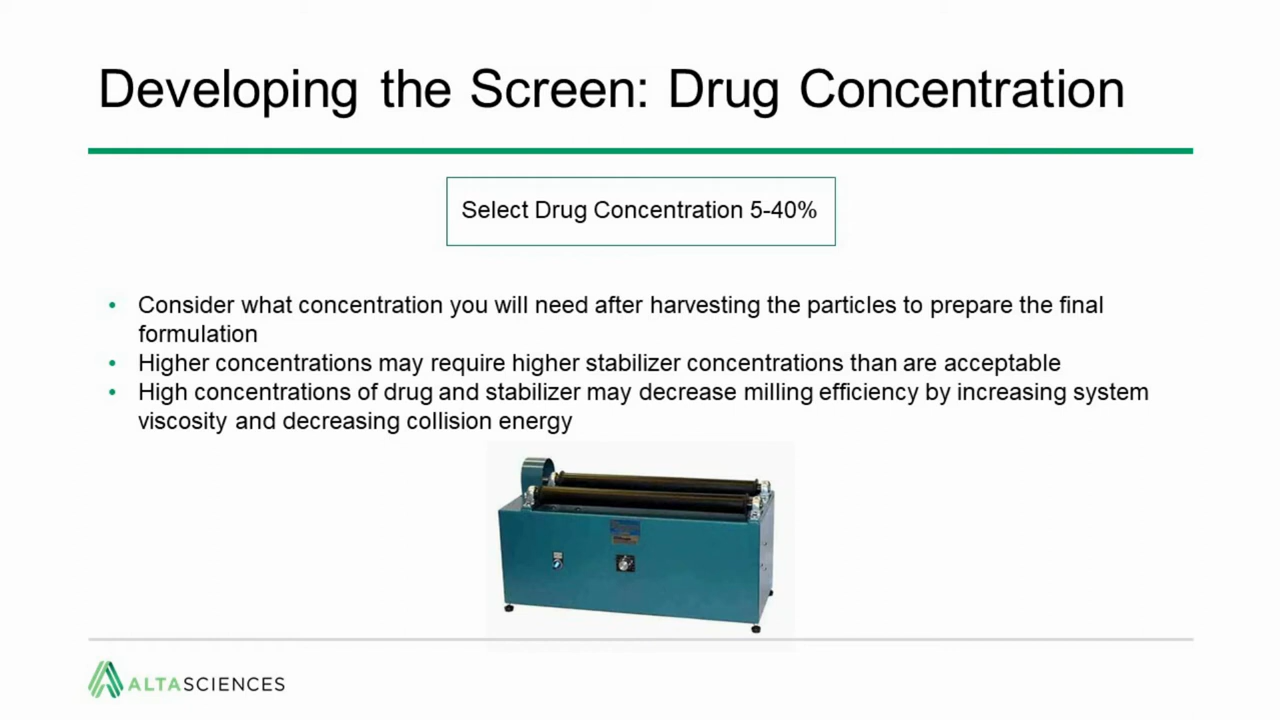 Developing the Screen: Drug Concentration
Select Drug Concentration 5-40%
• Consider what concentration you will need after harvesting the particles to prepare the final
formulation
• Higher concentrations may require higher stabilizer concentrations than are acceptable
• High concentrations of drug and stabilizer may decrease milling efficiency by increasing system
viscosity and decreasing collision energy
ALTASCIENCES